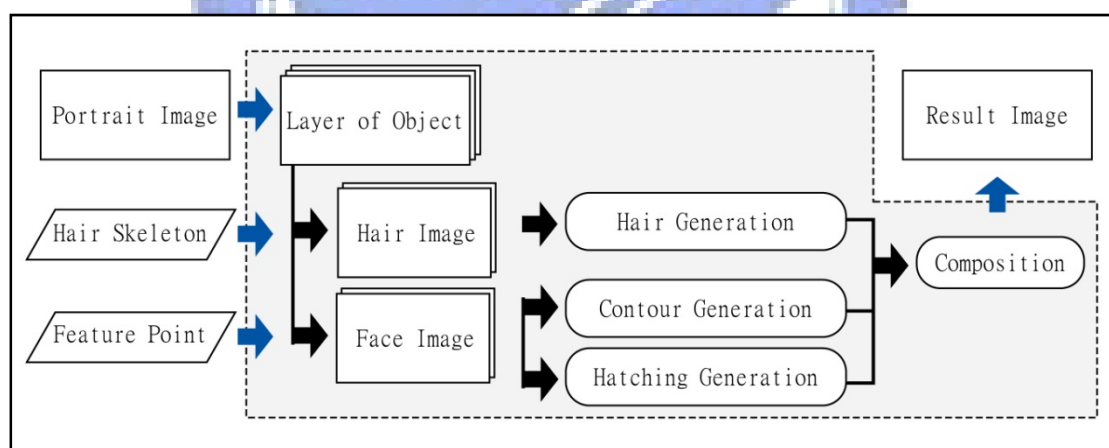 Portrait Image
Layer of Object
Result Image
Hair Skeleton
Hair Image
Hair Generation
Composition
Feature Point
Face Image
Contour Generation
Hatching Generation